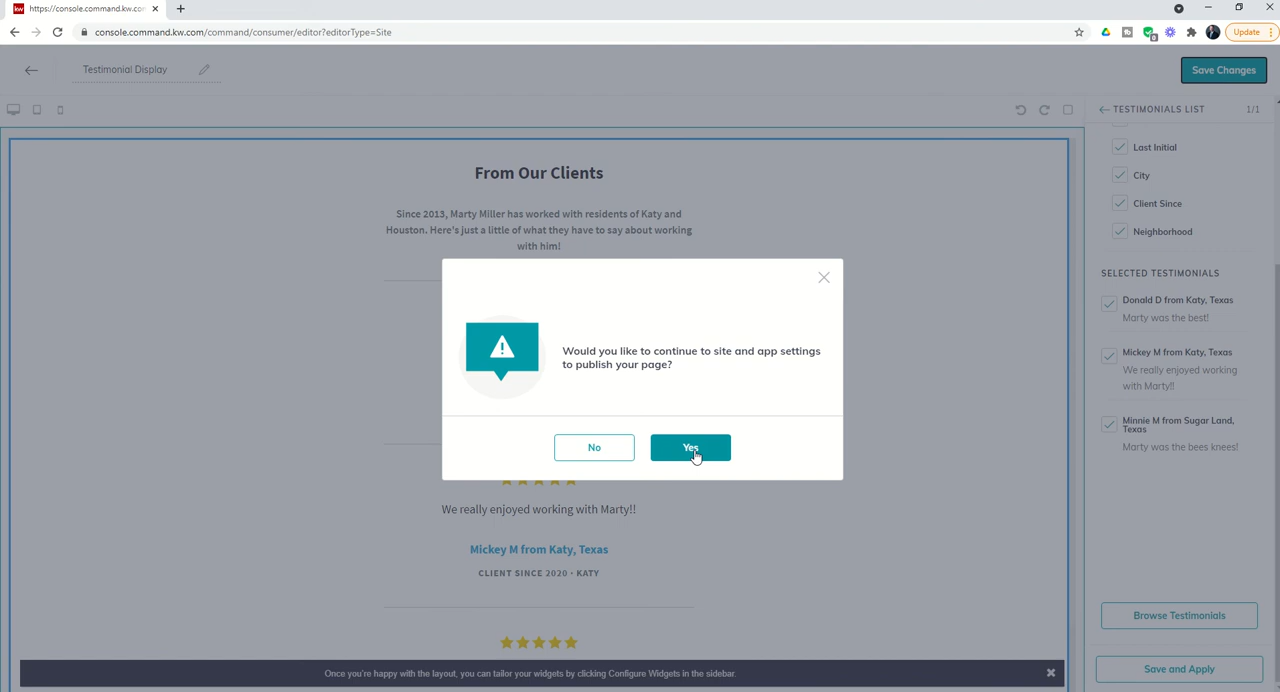 https://console.command.kw.co
console.command.kw.com/command/consumer/editor?editorType=Site
Update
Testimonial Display
Save Changes
TESTIMONIALS LIST
1/1
From Our Clients
Since 2013, Marty Miller has worked with residents of Katy and
Houston. Here's just a little of what they have to say about working
with him!
Would you like to continue to site and app settings
to publish your page?
No
Yes
We really enjoyed working with Marty!!
Mickey M from Katy, Texas
CLIENT SINCE 2020 • KATY
Once you're happy with the layout, you can tailor your widgets by clicking Configure Widgets in the sidebar.
Last Initial
City
Client Since
Neighborhood
SELECTED TESTIMONIALS
Donald D from Katy, Texas
Marty was the best!
Mickey M from Katy, Texas
We really enjoyed working
with Marty!!
Minnie M from Sugar Land,
Texas
Marty was the bees knees!
Browse Testimonials
Save and Apply